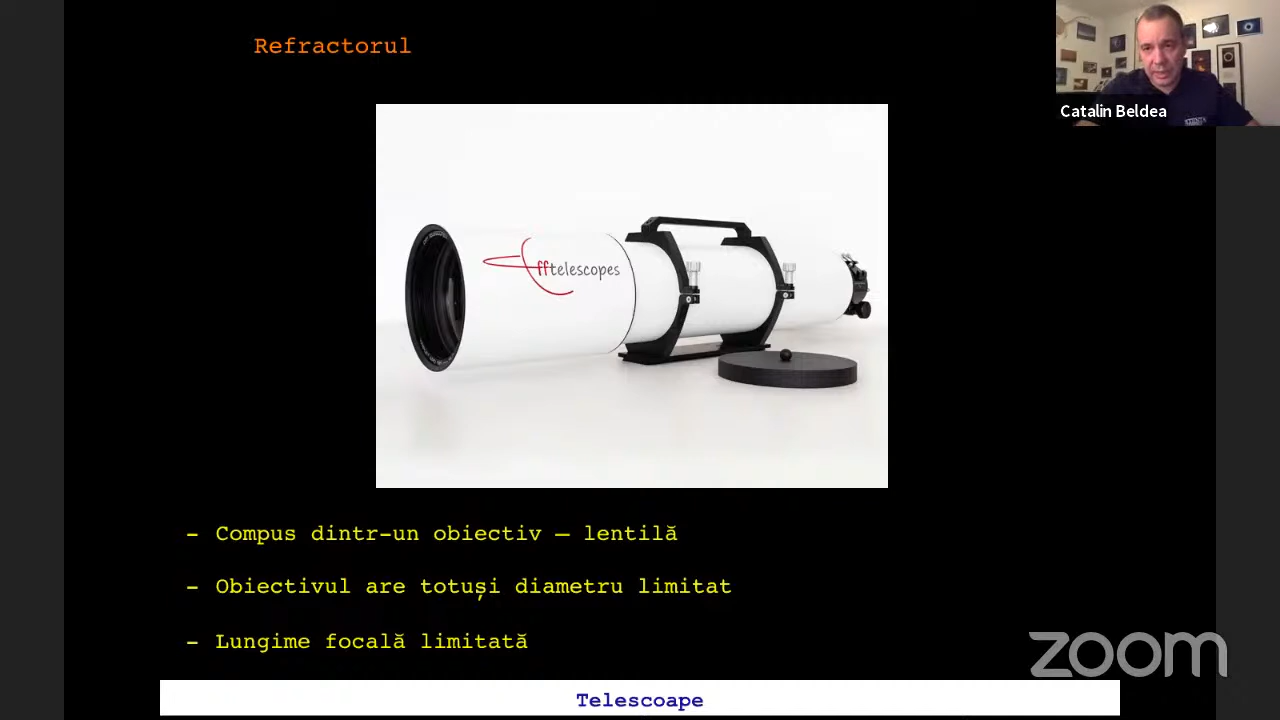 Refractorul
Catalin Beldea
fftelescopes
- Compus dintr-un obiectiv – lentilă
- Obiectivul are totuși diametru limitat
- Lungime focală limitată
zoom
Telescoape